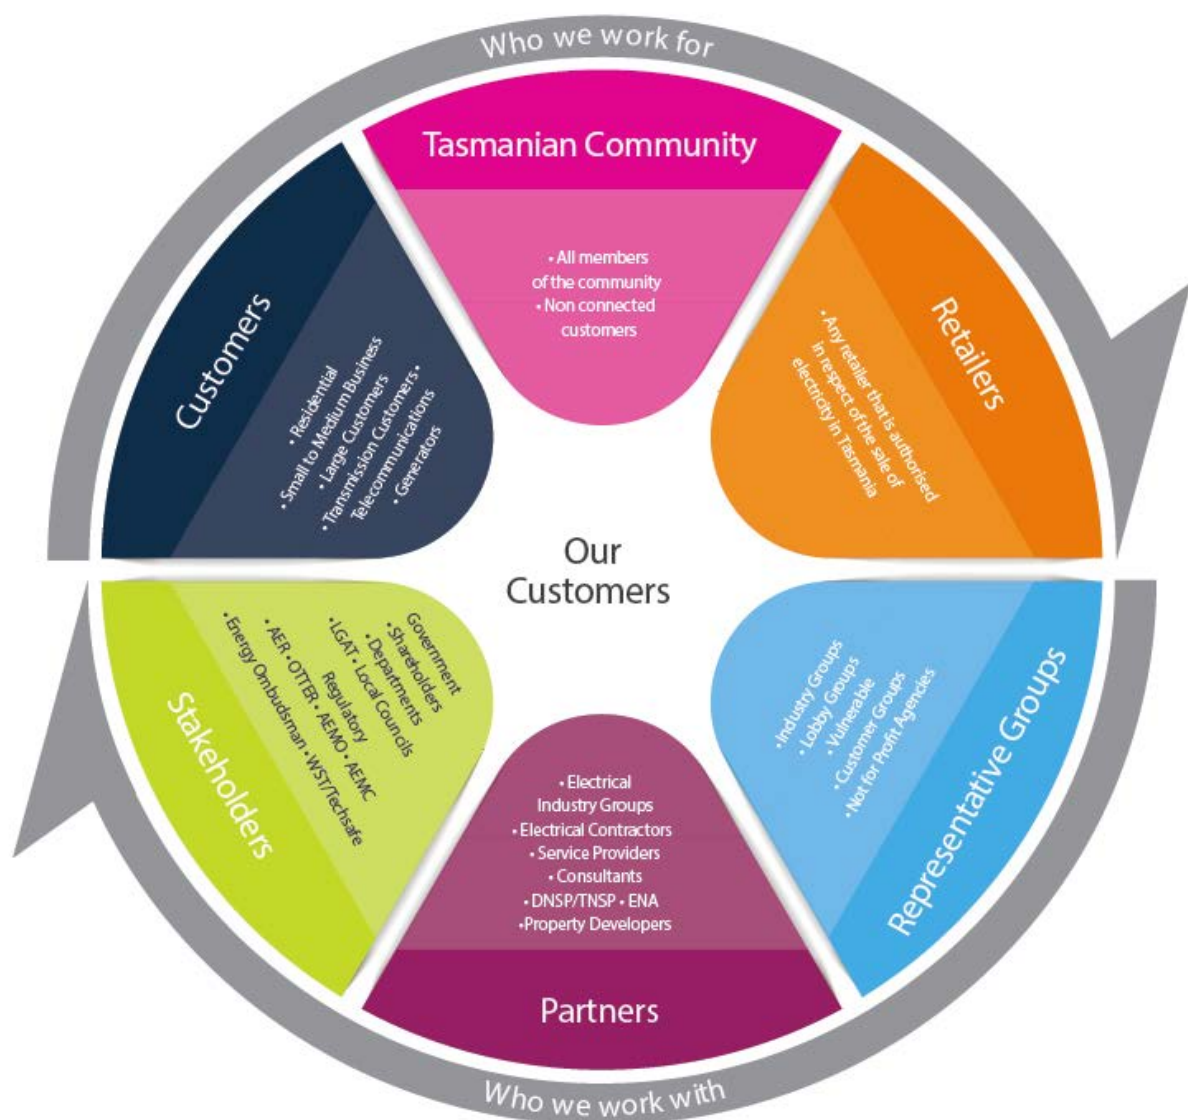 Who we work for
Tasmanian Community
• All members
of the community
• Non connected
customers
Retailers
• Any retailer that is authorised
in respect of the sale of
electricity in Tasmania
Representative Groups
• Industry Groups
• Lobby Groups
• Vulnerable
• Customer Groups
• Not for Profit Agencies
Partners
• Electrical
Industry Groups
• Electrical Contractors
• Service Providers
• Consultants
• DNSP/TNSP • ENA
•Property Developers
Stakeholders
Government
• Shareholders
• Departments
• LGAT • Local Councils
Regulatory
• AER • OTTER • AEMO • AEMC
• Energy Ombudsman • WST/Techsafe
Customers
• Residential
• Small to Medium Business
• Large Customers
• Transmission Customers •
Telecommunications
• Generators
Our
Customers
Who we work with